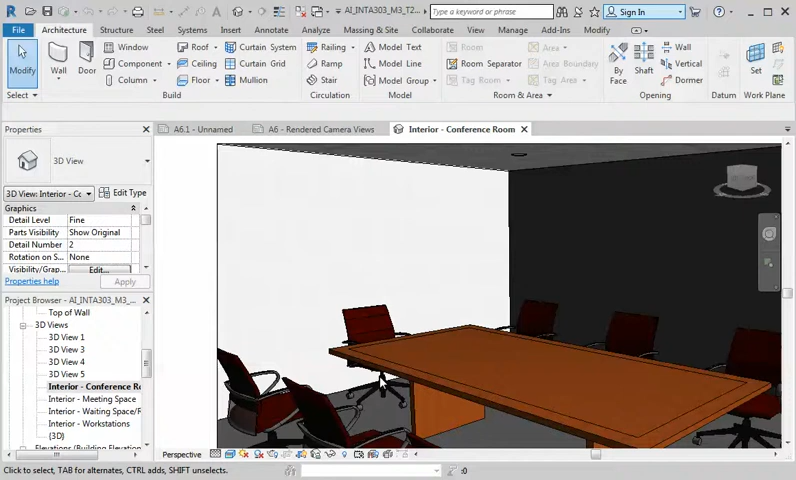 AI_INTA303_M3_T2... Type a keyword or phrase Sign In
File Architecture Structure Steel Systems Insert Annotate Analyze Massing & Site Collaborate View Manage Add-Ins Modify
Modify Wall Door Window Component Column Roof Ceiling Floor Curtain System Curtain Grid Mullion Railing Ramp Stair Model Text Model Line Model Group Room Room Separator Tag Room Area Area Boundary Tag Area By Face Shaft Wall Vertical Dormer Set
Select Build Circulation Model Room & Area Opening Datum Work Plane
Properties
A6.1 - Unnamed A6 - Rendered Camera Views Interior - Conference Room
3D View
3D View: Interior - Cc Edit Type
Graphics
Detail Level Fine
Parts Visibility Show Original
Detail Number 2
Rotation on S... None
Visibility/Grap... Edit...
Properties help Apply
Project Browser - AI_INTA303_M3_...
Top of Wall
3D Views
3D View 1
3D View 3
3D View 4
3D View 5
Interior - Conference Ro
Interior - Meeting Space
Interior - Waiting Space/R
Interior - Workstations
{3D}
Elevations (Building Elevation
Perspective
Click to select, TAB for alternates, CTRL adds, SHIFT unselects. :0